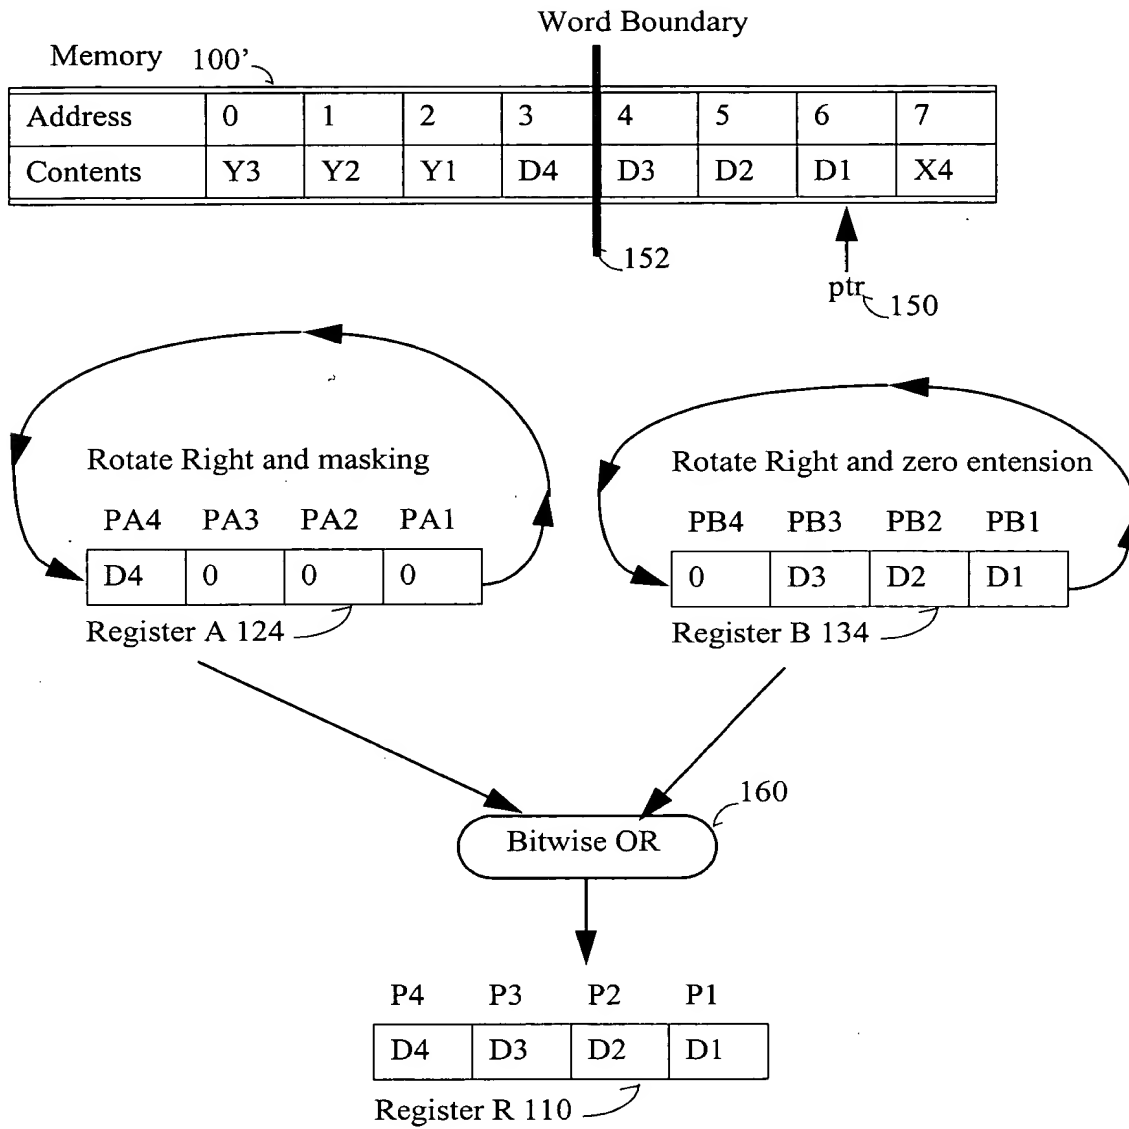 Word Boundary
Memory 100’
Address 0 1 2 3 4 5 6 7
Contents Y3 Y2 Y1 D4 D3 D2 D1 X4
152
ptr 150
Rotate Right and masking
PA4 PA3 PA2 PA1
D4 0 0 0
Register A 124
Rotate Right and zero entension
PB4 PB3 PB2 PB1
0 D3 D2 D1
Register B 134
160
Bitwise OR
P4 P3 P2 P1
D4 D3 D2 D1
Register R 110